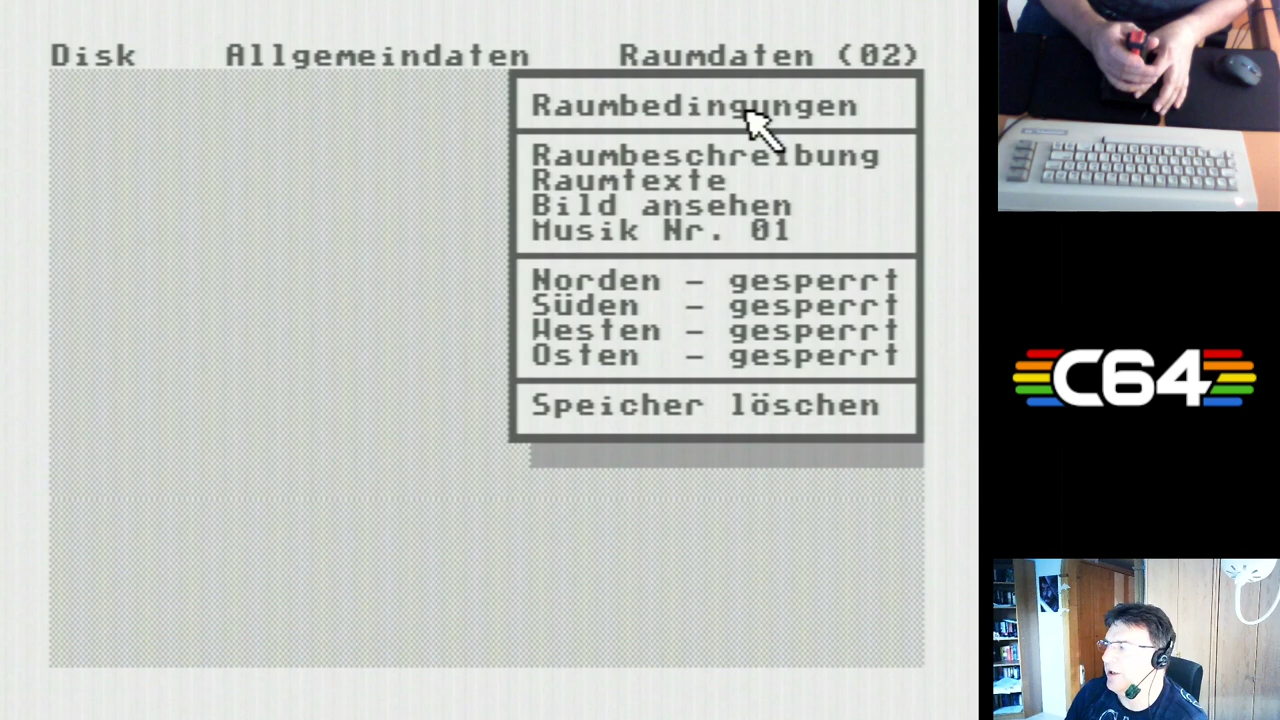 Disk Allgemeindaten Raumdaten (02)
Raumbedingungen
Raumbeschreibung
Raumtexte
Bild ansehen
Musik Nr. 01
Norden - gesperrt
Süden - gesperrt
Westen - gesperrt
Osten - gesperrt
Speicher löschen
C64